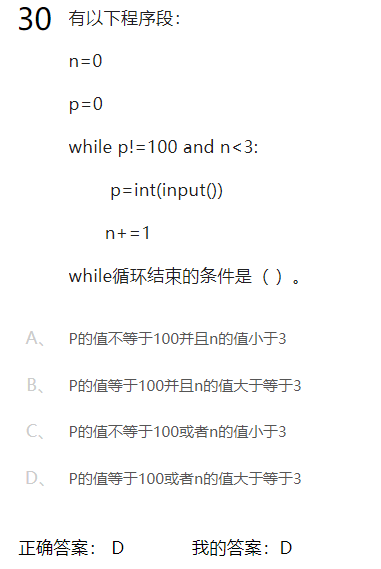 30 有以下程序段：
n=0
p=0
while p!=100 and n<3:
p=int(input())
n+=1
while循环结束的条件是（ ）。
A、 P的值不等于100并且n的值小于3
B、 P的值等于100并且n的值大于等于3
C、 P的值不等于100或者n的值小于3
D、 P的值等于100或者n的值大于等于3
正确答案： D 我的答案：D